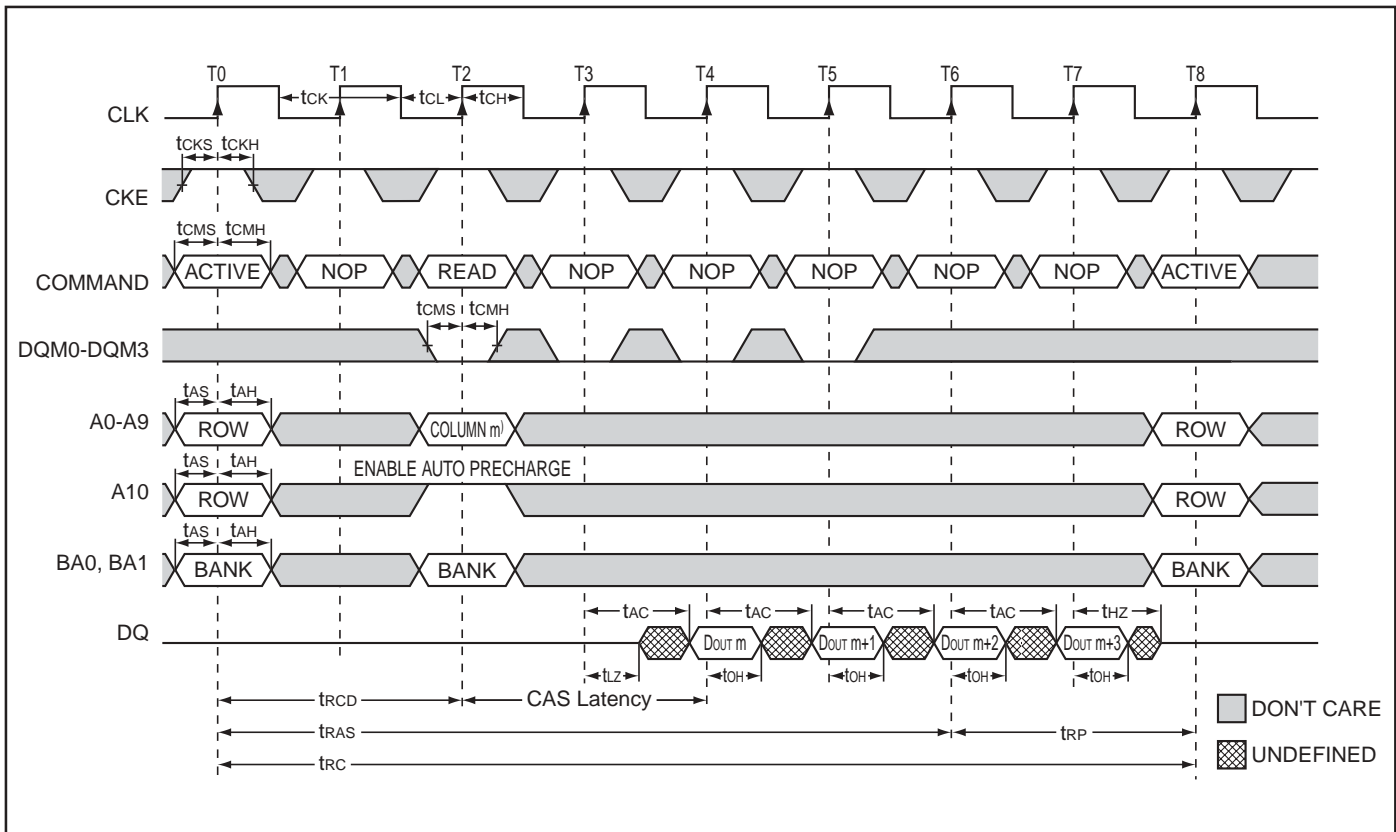 T0 T1 T2 T3 T4 T5 T6 T7 T8
CLK tCK tCL tCH
tCKS tCKH
CKE
tCMS tCMH
COMMAND ACTIVE NOP READ NOP NOP NOP NOP NOP ACTIVE
tCMS tCMH
DQM0-DQM3
tAS tAH
A0-A9 ROW COLUMN m) ROW
tAS tAH ENABLE AUTO PRECHARGE
A10 ROW ROW
tAS tAH
BA0, BA1 BANK BANK BANK
tAC tAC tAC tAC tHZ
DQ DOUT m DOUT m+1 DOUT m+2 DOUT m+3
tLZ tOH tOH tOH tOH
tRCD CAS Latency
DON'T CARE
tRAS tRP
UNDEFINED
tRC